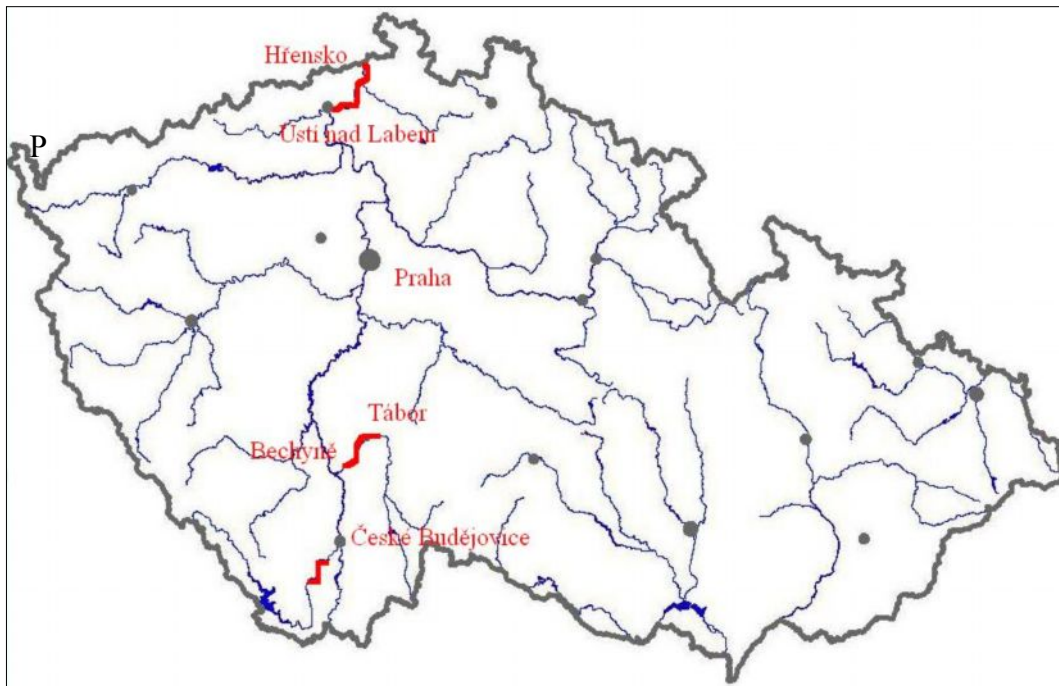 Hřensko
Ústí nad Labem
P
Praha
Tábor
Bechyně
České Budějovice